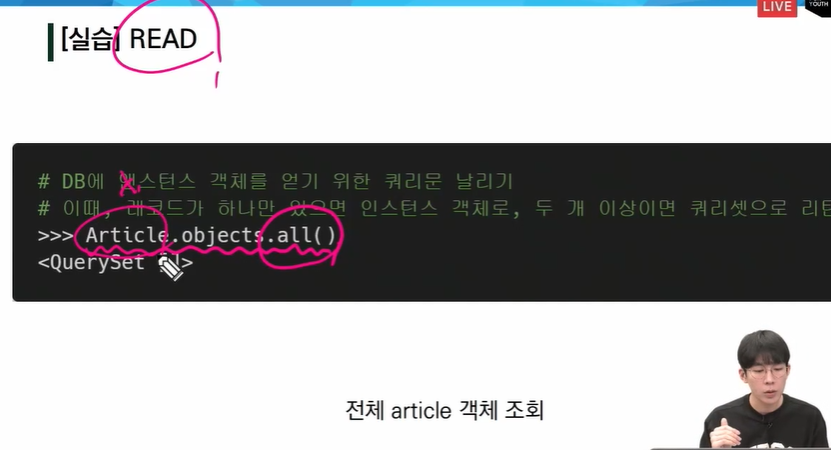 LIVE
YOUTH
[실습] READ
# DB에 인스턴스 객체를 얻기 위한 쿼리문 날리기
# 이때, 레코드가 하나만 있으면 인스턴스 객체로, 두 개 이상이면 쿼리셋으로 리턴
>>> Article.objects.all()
<QuerySet []>
전체 article 객체 조회